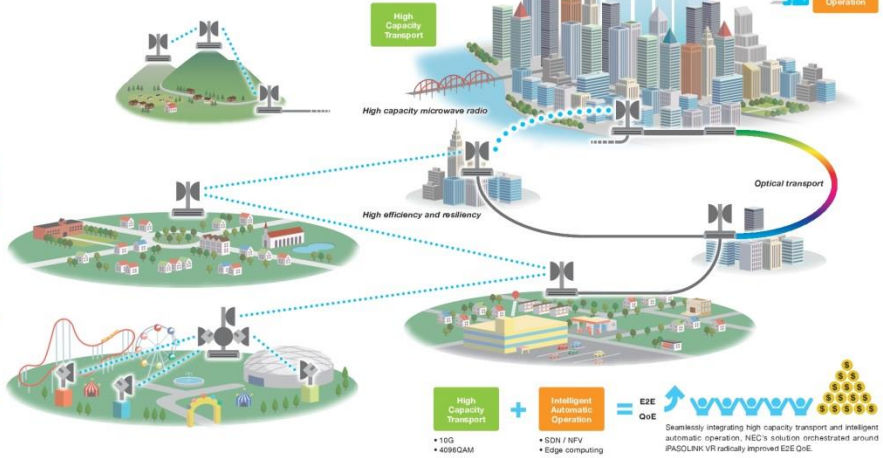 High
Capacity
Transport
Operation
High capacity microwave radio
Optical transport
High efficiency and resiliency
High
Capacity
Transport
+
Intelligent
Automatic
Operation
=
E2E
QoE
• 10G
• 4096QAM
• SDN / NFV
• Edge computing
$
$ $
$ $ $
$ $ $ $
$ $ $ $ $
Seamlessly integrating high capacity transport and intelligent
automatic operation, NEC's solution orchestrated around
iPASOLINK VR radically improved E2E QoE.